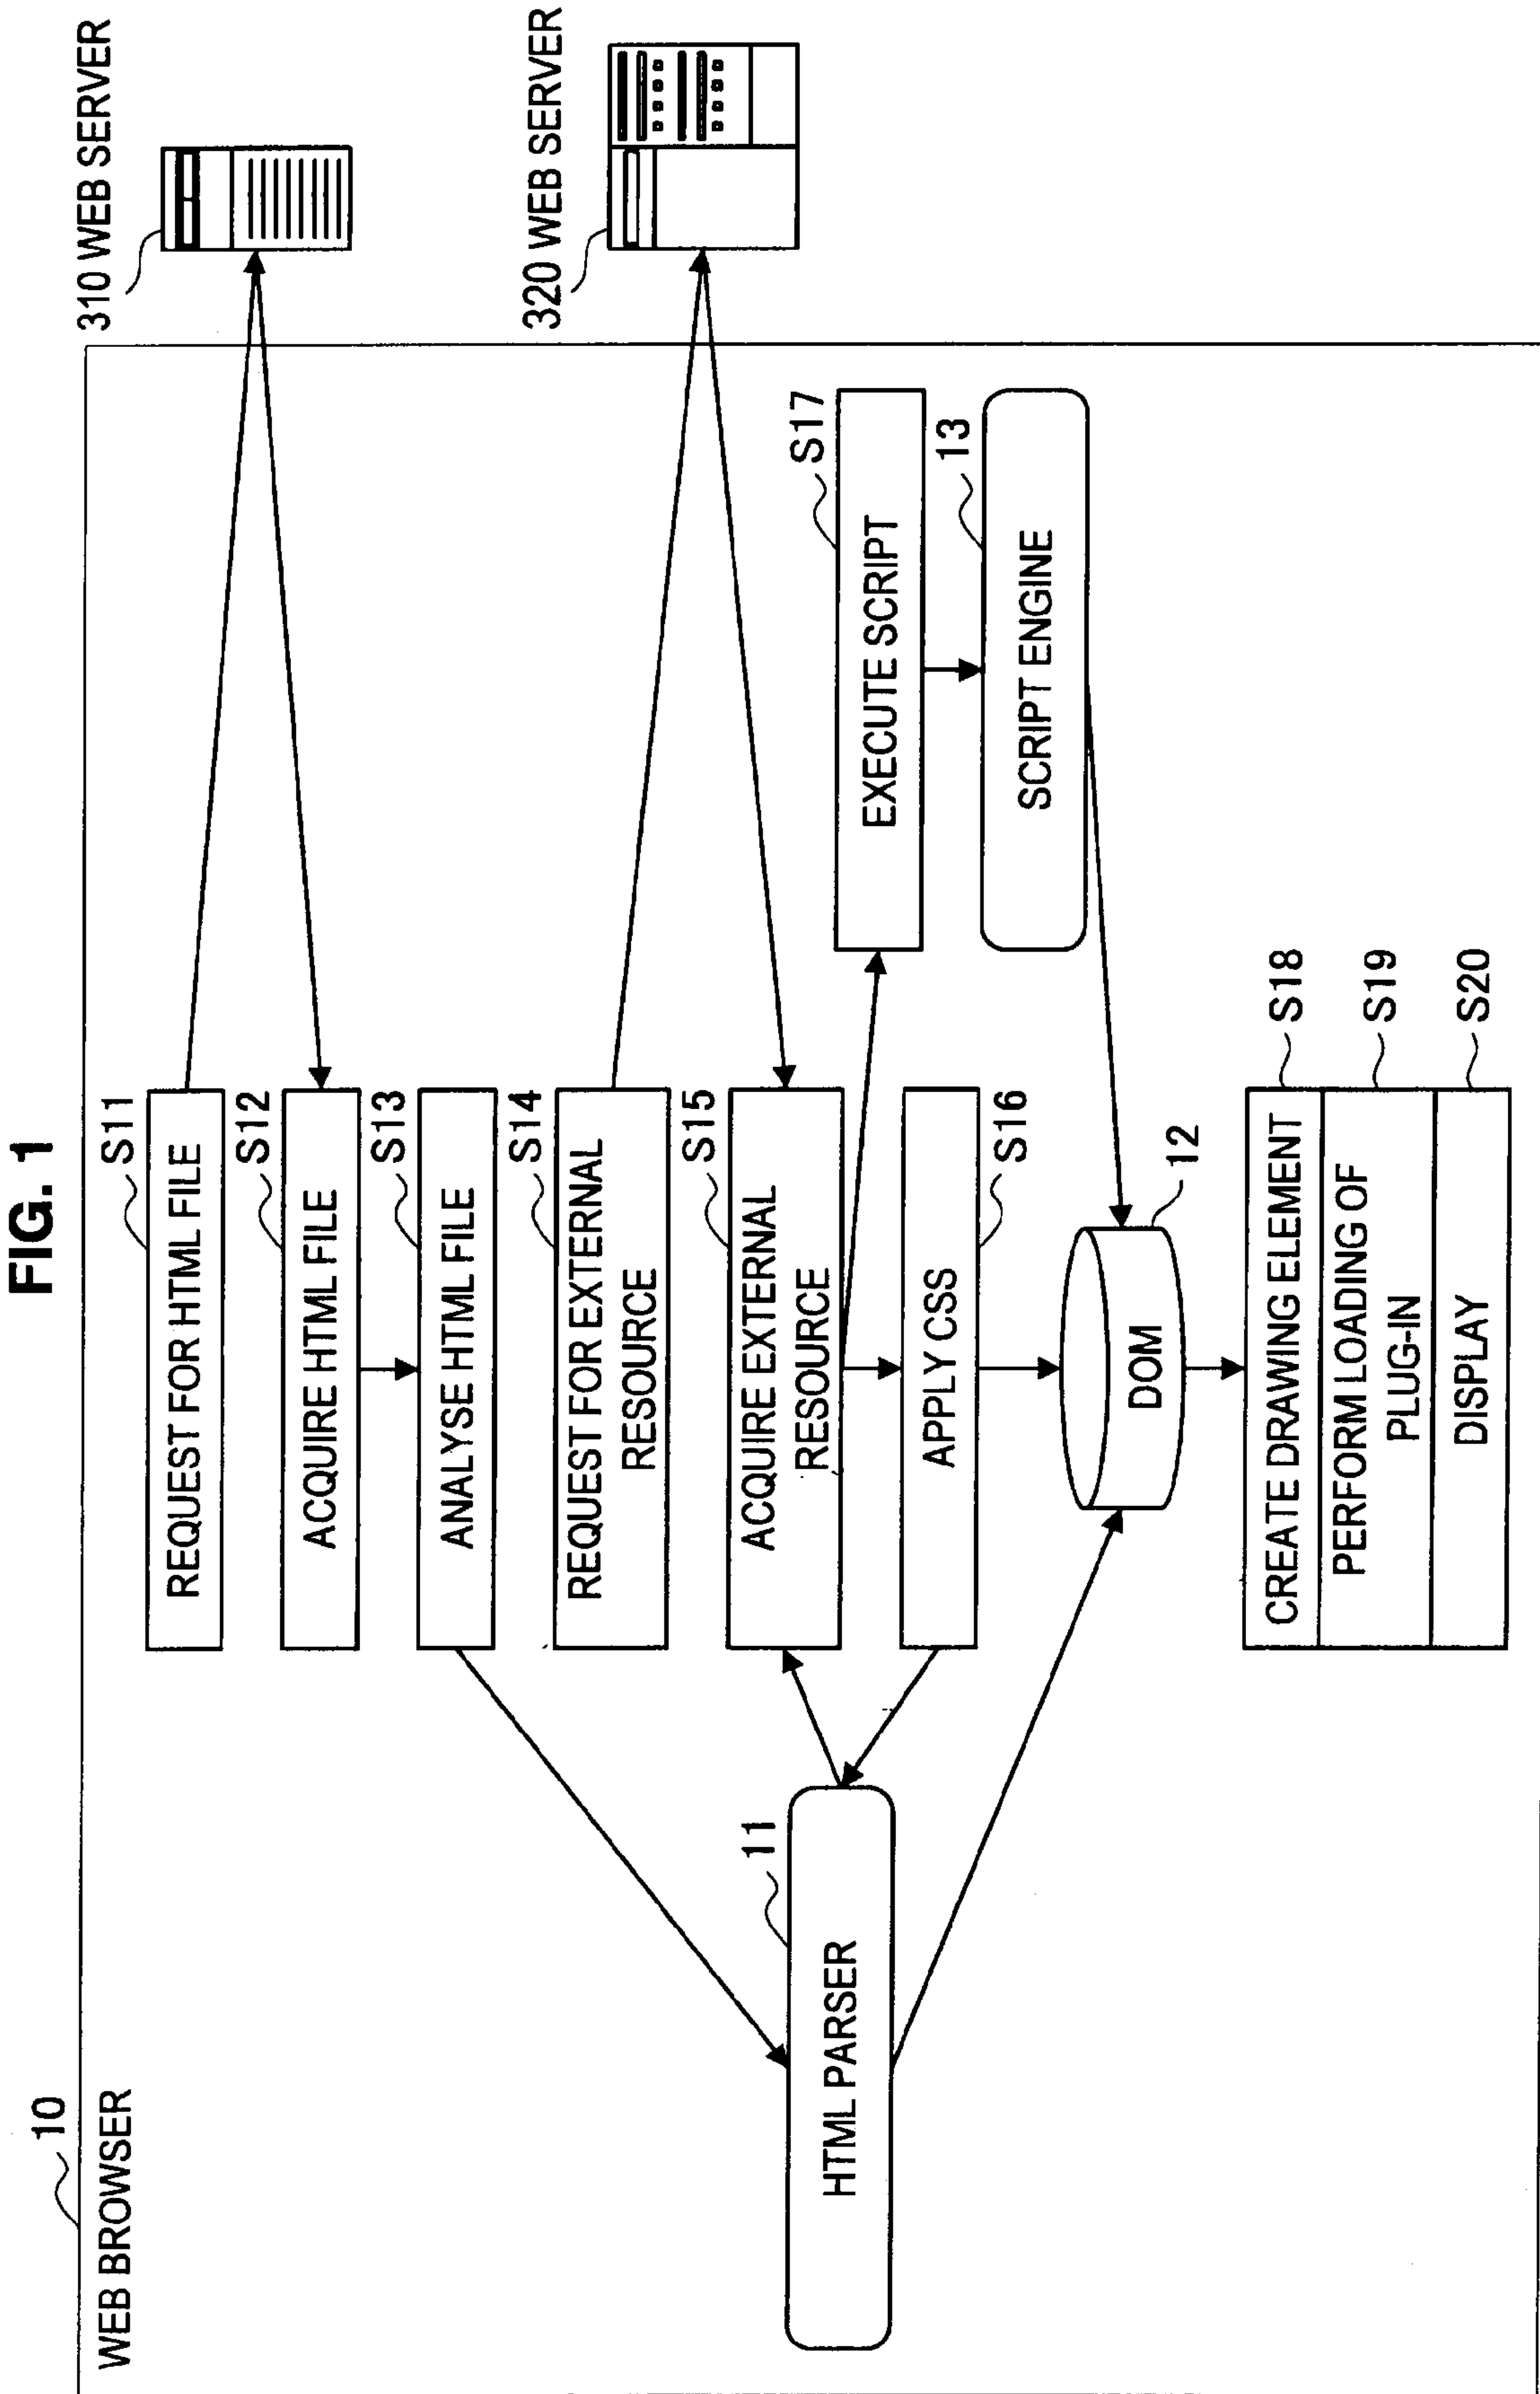 FIG. 1
10
WEB BROWSER
S11
REQUEST FOR HTML FILE
310 WEB SERVER
S12
ACQUIRE HTML FILE
S13
ANALYSE HTML FILE
S14
REQUEST FOR EXTERNAL
RESOURCE
320 WEB SERVER
S15
ACQUIRE EXTERNAL
RESOURCE
11
HTML PARSER
S17
EXECUTE SCRIPT
S16
APPLY CSS
13
SCRIPT ENGINE
12
DOM
CREATE DRAWING ELEMENT
S18
PERFORM LOADING OF
PLUG-IN
S19
DISPLAY
S20